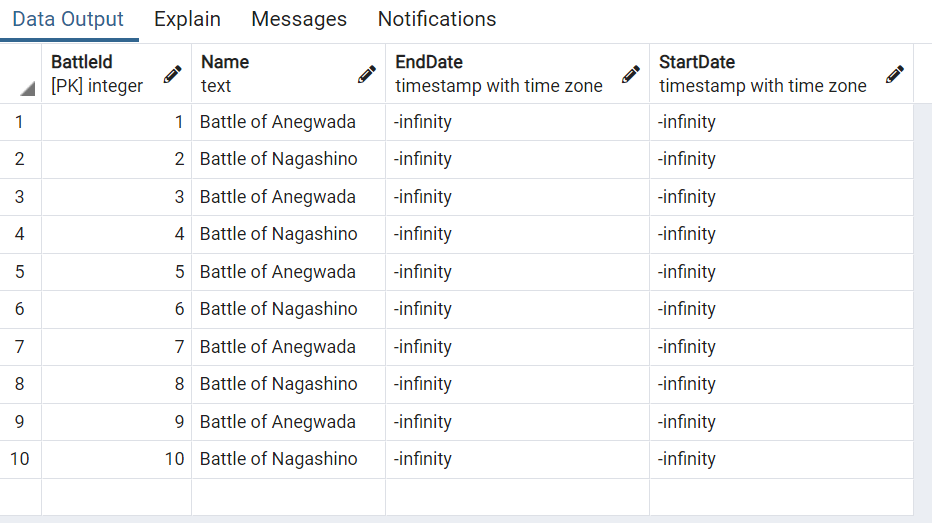 Data Output Explain Messages Notifications
BattleId Name EndDate StartDate
[PK] integer text timestamp with time zone timestamp with time zone
1 1 Battle of Anegwada -infinity -infinity
2 2 Battle of Nagashino -infinity -infinity
3 3 Battle of Anegwada -infinity -infinity
4 4 Battle of Nagashino -infinity -infinity
5 5 Battle of Anegwada -infinity -infinity
6 6 Battle of Nagashino -infinity -infinity
7 7 Battle of Anegwada -infinity -infinity
8 8 Battle of Nagashino -infinity -infinity
9 9 Battle of Anegwada -infinity -infinity
10 10 Battle of Nagashino -infinity -infinity